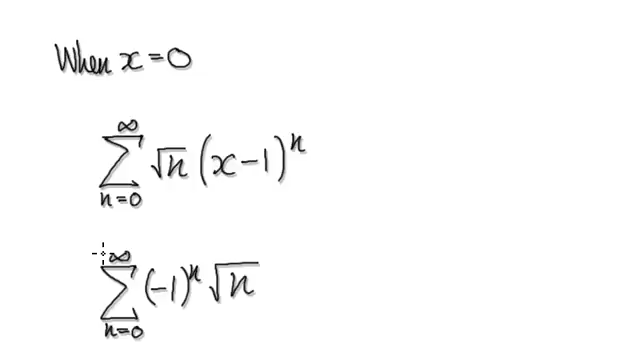 When x = 0
∞
∑ √n (x − 1)ⁿ
n = 0
∞
∑ (−1)ⁿ √n
n = 0